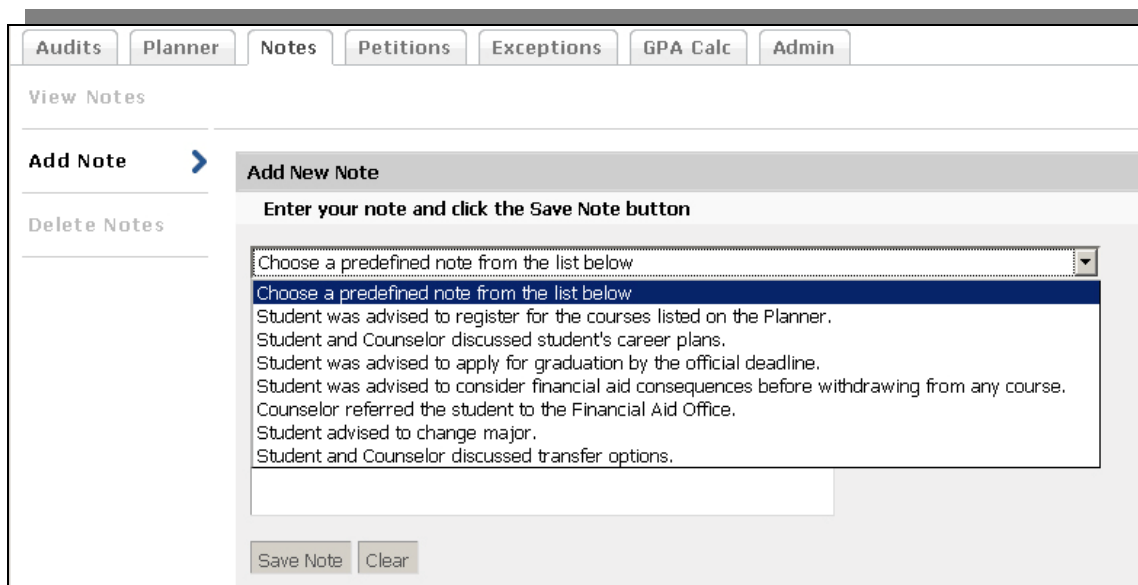 Audits Planner Notes Petitions Exceptions GPA Calc Admin
View Notes
Add Note
Delete Notes
Add New Note
Enter your note and click the Save Note button
Choose a predefined note from the list below
Choose a predefined note from the list below
Student was advised to register for the courses listed on the Planner.
Student and Counselor discussed student's career plans.
Student was advised to apply for graduation by the official deadline.
Student was advised to consider financial aid consequences before withdrawing from any course.
Counselor referred the student to the Financial Aid Office.
Student advised to change major.
Student and Counselor discussed transfer options.
Save Note Clear